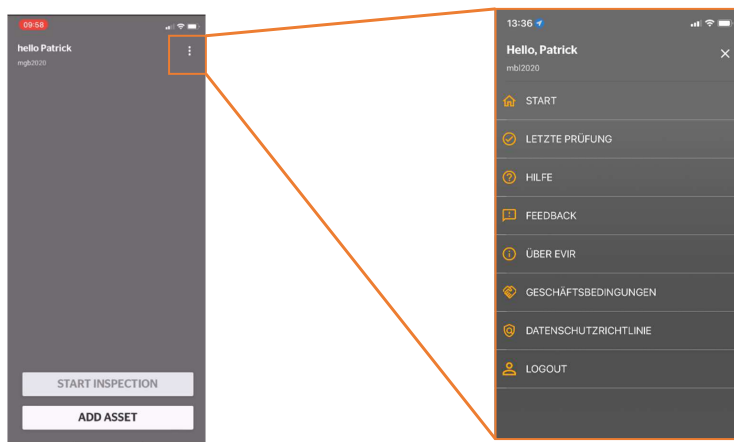 09:58
hello Patrick
mgb2020
START INSPECTION
ADD ASSET
13:36
Hello, Patrick
mbl2020
START
LETZTE PRÜFUNG
HILFE
FEEDBACK
ÜBER EVIR
GESCHÄFTSBEDINGUNGEN
DATENSCHUTZRICHTLINIE
LOGOUT